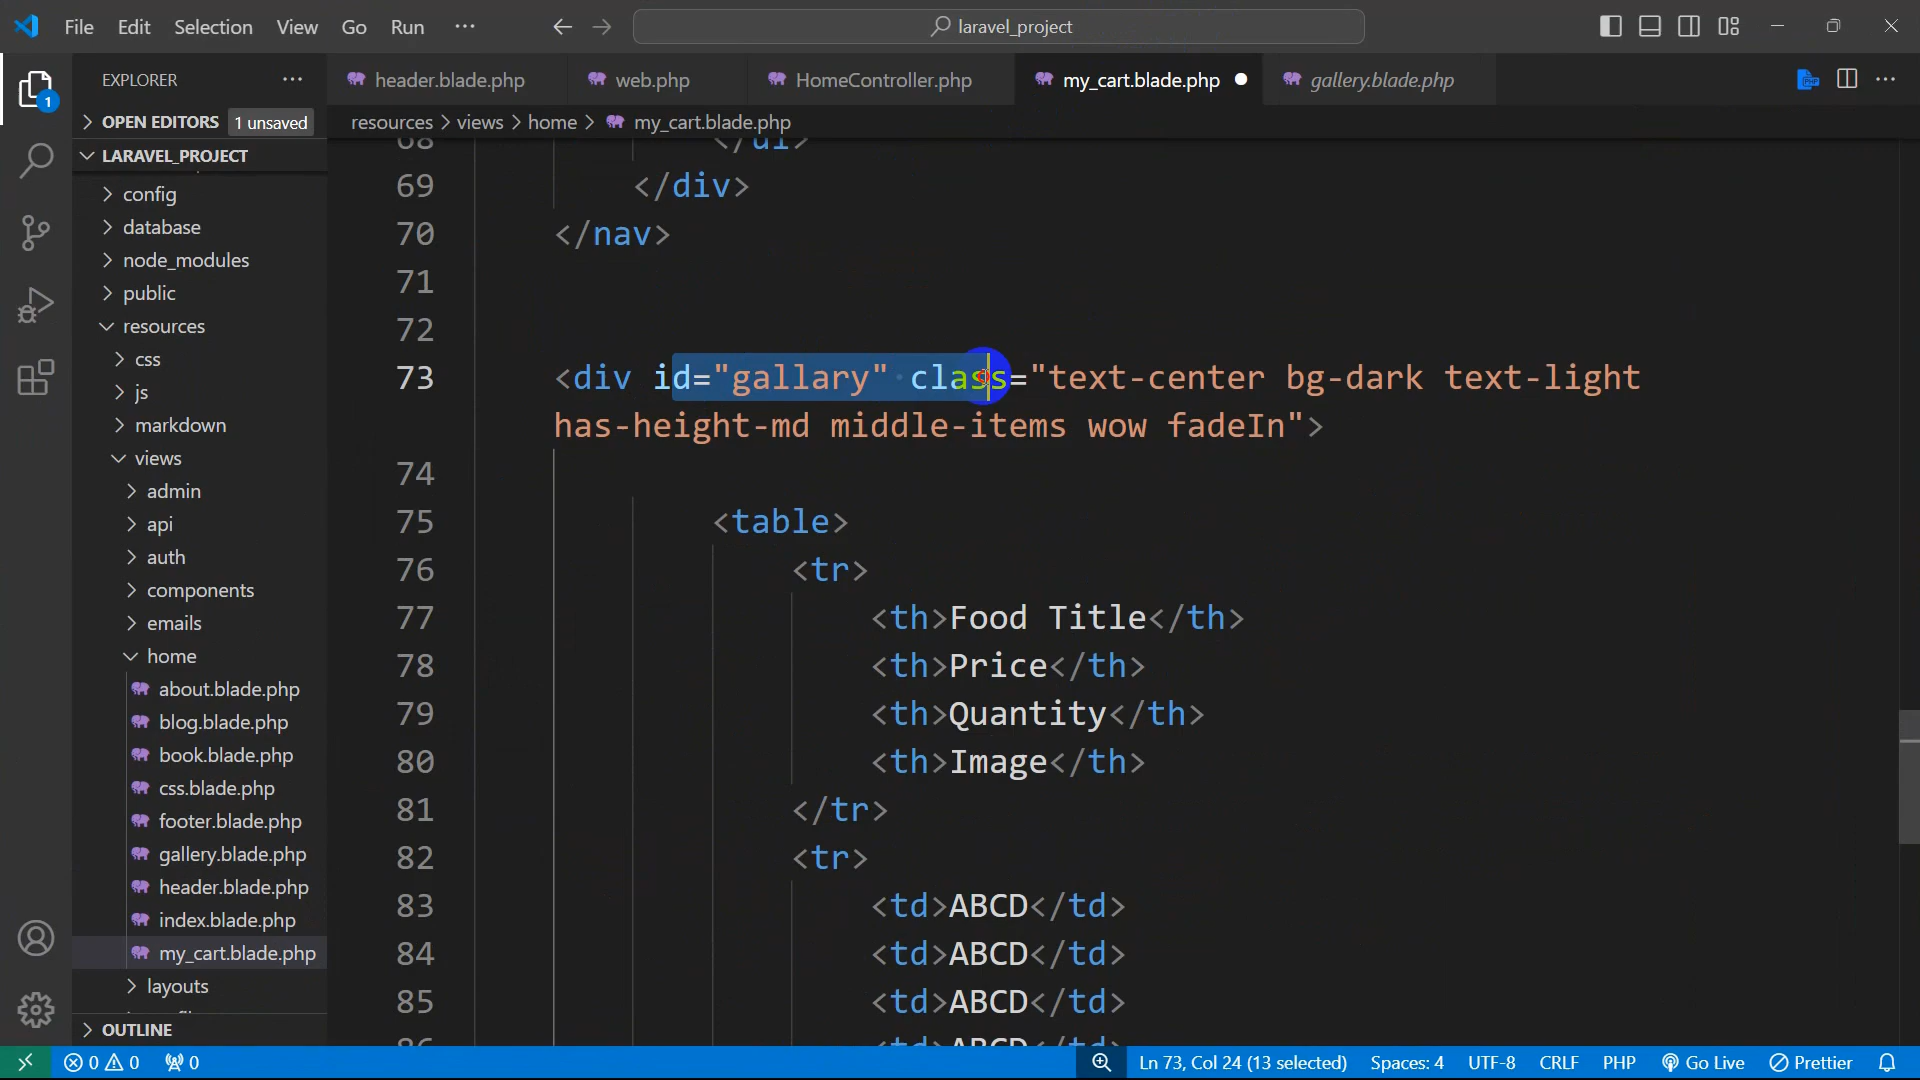 File Edit Selection View Go Run ··· laravel_project
EXPLORER ···
1
OPEN EDITORS 1 unsaved
LARAVEL_PROJECT
config
database
node_modules
public
resources
css
js
markdown
views
admin
api
auth
components
emails
home
about.blade.php
blog.blade.php
book.blade.php
css.blade.php
footer.blade.php
gallery.blade.php
header.blade.php
index.blade.php
my_cart.blade.php
layouts
OUTLINE
header.blade.php web.php HomeController.php my_cart.blade.php gallery.blade.php
resources > views > home > my_cart.blade.php
68 </ul>
69 </div>
70 </nav>
71
72
73 <div id="gallary" class="text-center bg-dark text-light
has-height-md middle-items wow fadeIn">
74
75 <table>
76 <tr>
77 <th>Food Title</th>
78 <th>Price</th>
79 <th>Quantity</th>
80 <th>Image</th>
81 </tr>
82 <tr>
83 <td>ABCD</td>
84 <td>ABCD</td>
85 <td>ABCD</td>
86 <td>ABCD</td>
0 0 0 Ln 73, Col 24 (13 selected) Spaces: 4 UTF-8 CRLF PHP Go Live Prettier